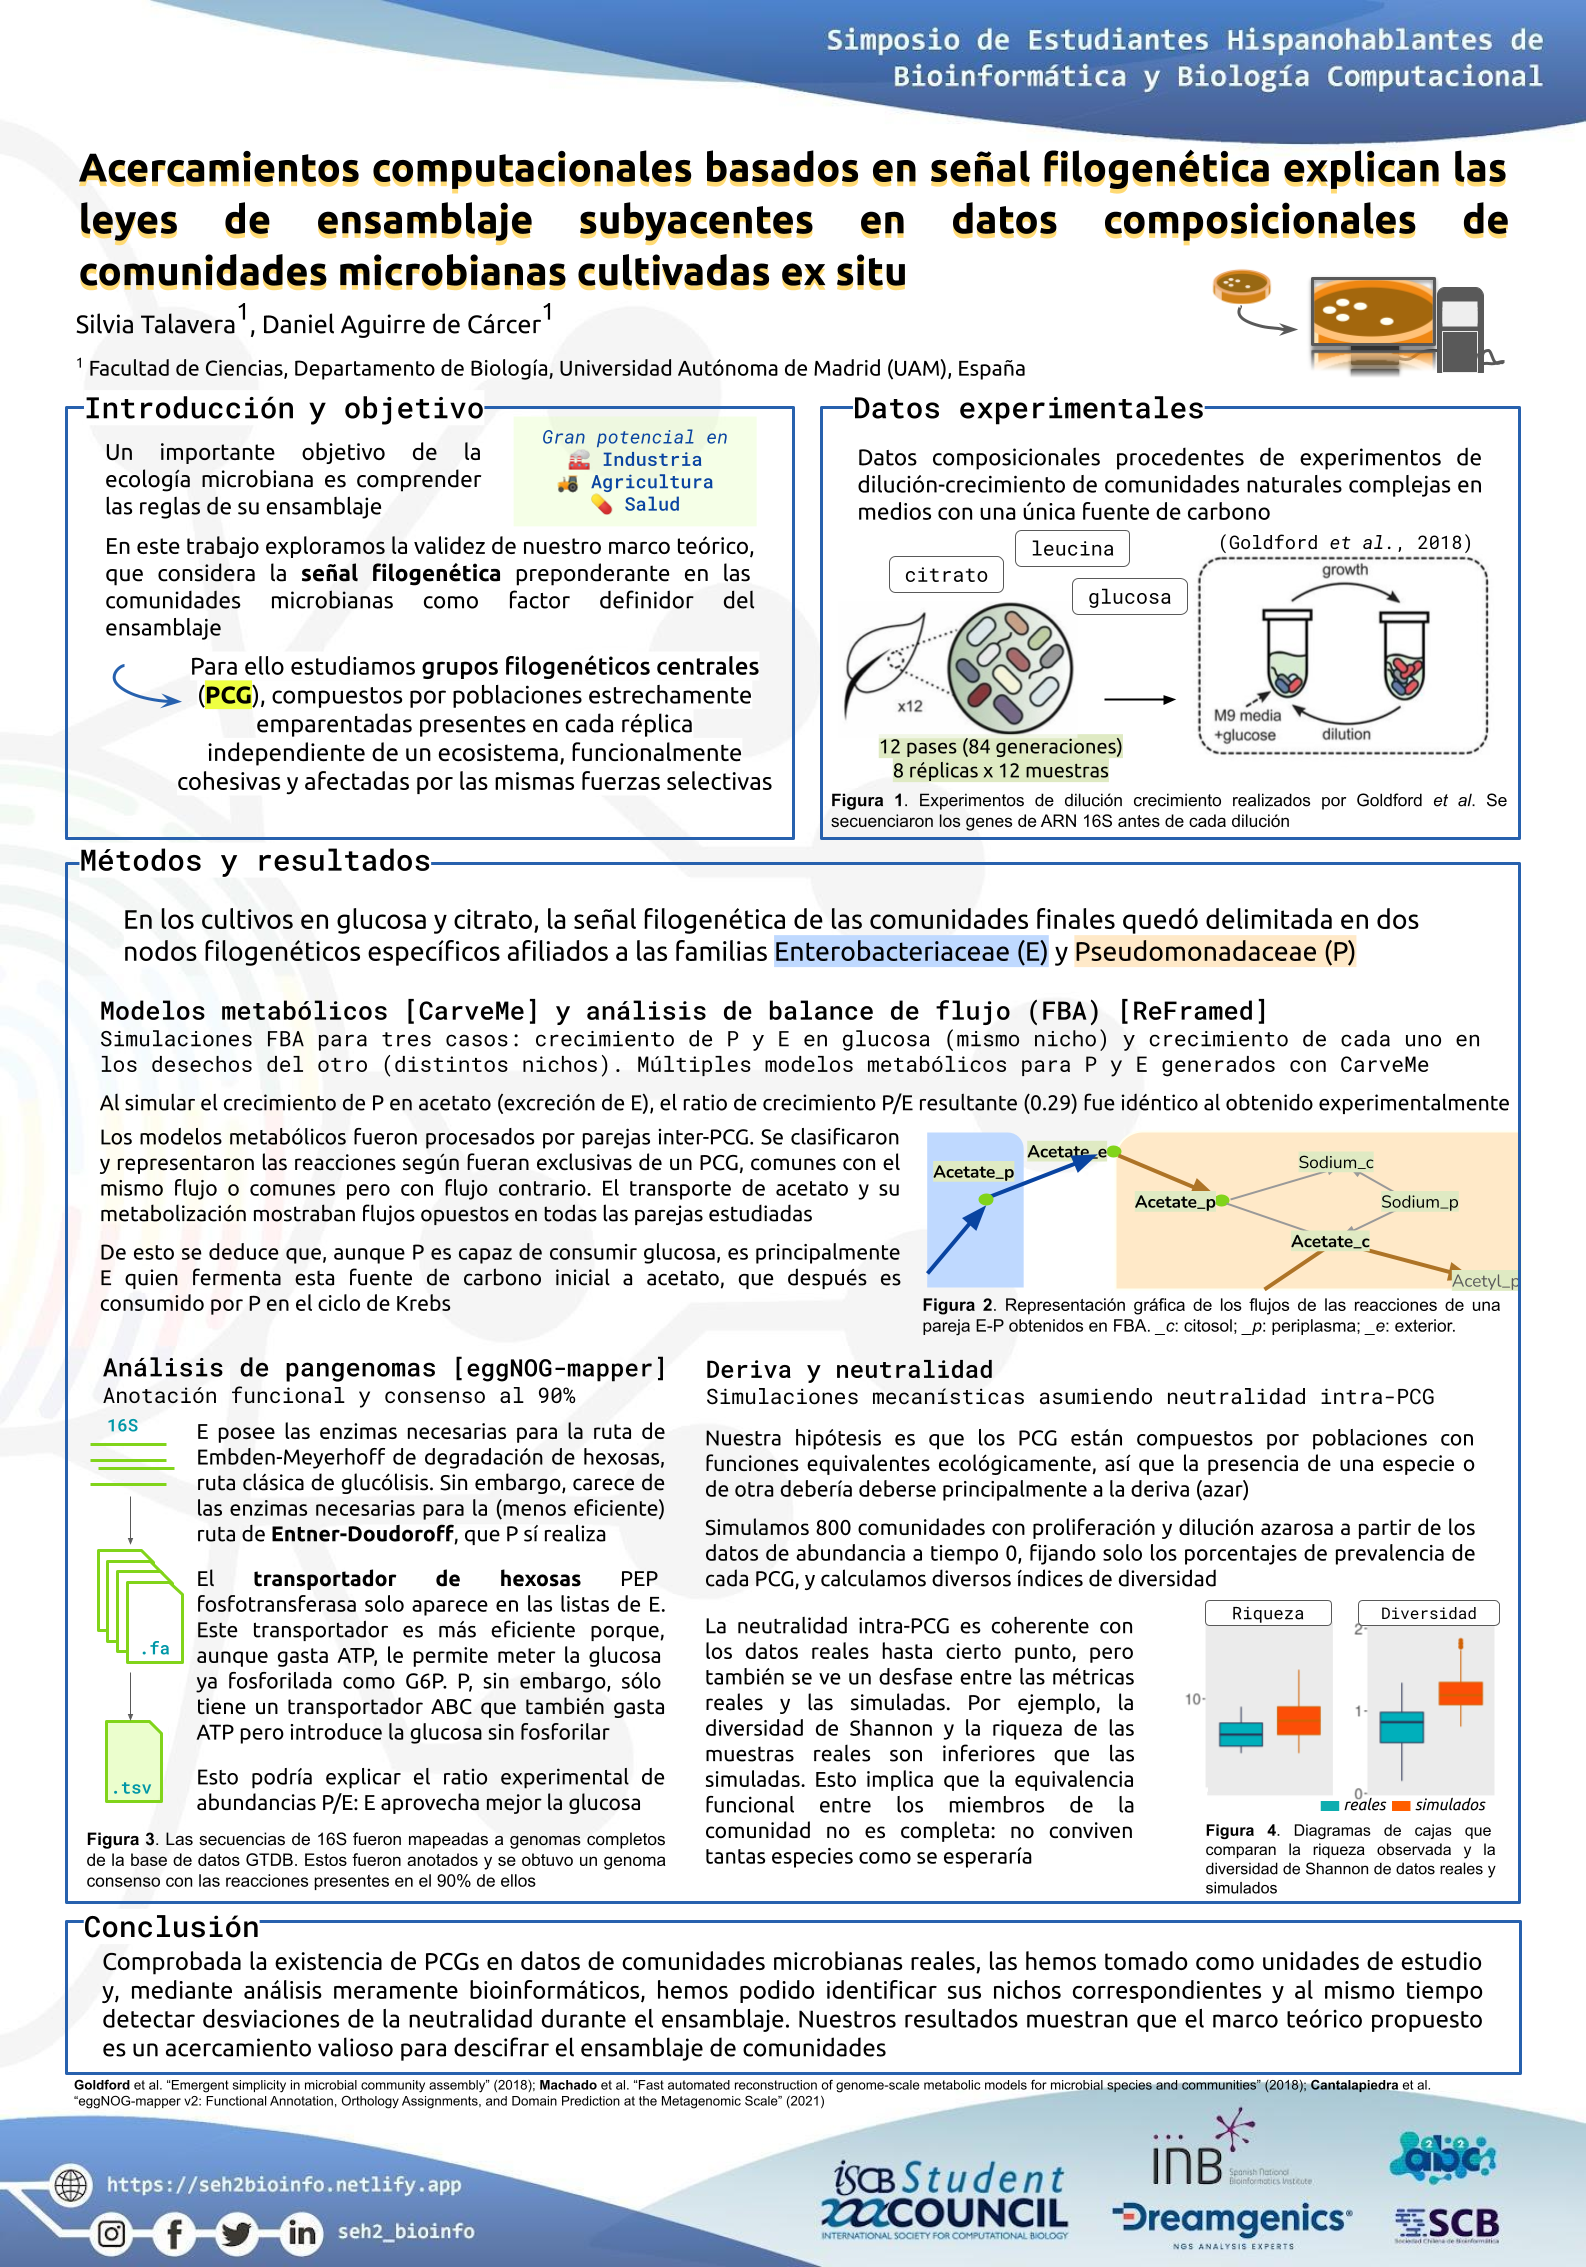 Simposio de Estudiantes Hispanohablantes de
Bioinformática y Biología Computacional
Acercamientos computacionales basados en señal filogenética explican las
leyes de ensamblaje subyacentes en datos composicionales de
comunidades microbianas cultivadas ex situ
Silvia Talavera1, Daniel Aguirre de Cárcer1
1 Facultad de Ciencias, Departamento de Biología, Universidad Autónoma de Madrid (UAM), España
Introducción y objetivo
Un importante objetivo de la
ecología microbiana es comprender
las reglas de su ensamblaje
Gran potencial en
Industria
Agricultura
Salud
En este trabajo exploramos la validez de nuestro marco teórico,
que considera la señal filogenética preponderante en las
comunidades microbianas como factor definidor del
ensamblaje
Para ello estudiamos grupos filogenéticos centrales
(PCG), compuestos por poblaciones estrechamente
emparentadas presentes en cada réplica
independiente de un ecosistema, funcionalmente
cohesivas y afectadas por las mismas fuerzas selectivas
Datos experimentales
Datos composicionales procedentes de experimentos de
dilución-crecimiento de comunidades naturales complejas en
medios con una única fuente de carbono
leucina
citrato
glucosa
(Goldford et al., 2018)
growth
x12
M9 media
+glucose
dilution
12 pases (84 generaciones)
8 réplicas x 12 muestras
Figura 1. Experimentos de dilución crecimiento realizados por Goldford et al. Se
secuenciaron los genes de ARN 16S antes de cada dilución
Métodos y resultados
En los cultivos en glucosa y citrato, la señal filogenética de las comunidades finales quedó delimitada en dos
nodos filogenéticos específicos afiliados a las familias Enterobacteriaceae (E) y Pseudomonadaceae (P)
Modelos metabólicos [CarveMe] y análisis de balance de flujo (FBA) [ReFramed]
Simulaciones FBA para tres casos: crecimiento de P y E en glucosa (mismo nicho) y crecimiento de cada uno en
los desechos del otro (distintos nichos). Múltiples modelos metabólicos para P y E generados con CarveMe
Al simular el crecimiento de P en acetato (excreción de E), el ratio de crecimiento P/E resultante (0.29) fue idéntico al obtenido experimentalmente
Los modelos metabólicos fueron procesados por parejas inter-PCG. Se clasificaron
y representaron las reacciones según fueran exclusivas de un PCG, comunes con el
mismo flujo o comunes pero con flujo contrario. El transporte de acetato y su
metabolización mostraban flujos opuestos en todas las parejas estudiadas
De esto se deduce que, aunque P es capaz de consumir glucosa, es principalmente
E quien fermenta esta fuente de carbono inicial a acetato, que después es
consumido por P en el ciclo de Krebs
Acetate_p
Acetate_e
Acetate_p
Sodium_c
Sodium_p
Acetate_c
Acetyl_p
Figura 2. Representación gráfica de los flujos de las reacciones de una
pareja E-P obtenidos en FBA. _c: citosol; _p: periplasma; _e: exterior.
Análisis de pangenomas [eggNOG-mapper]
Anotación funcional y consenso al 90%
16S
.fa
.tsv
E posee las enzimas necesarias para la ruta de
Embden-Meyerhoff de degradación de hexosas,
ruta clásica de glucólisis. Sin embargo, carece de
las enzimas necesarias para la (menos eficiente)
ruta de Entner-Doudoroff, que P sí realiza
El transportador de hexosas PEP
fosfotransferasa solo aparece en las listas de E.
Este transportador es más eficiente porque,
aunque gasta ATP, le permite meter la glucosa
ya fosforilada como G6P. P, sin embargo, sólo
tiene un transportador ABC que también gasta
ATP pero introduce la glucosa sin fosforilar
Esto podría explicar el ratio experimental de
abundancias P/E: E aprovecha mejor la glucosa
Figura 3. Las secuencias de 16S fueron mapeadas a genomas completos
de la base de datos GTDB. Estos fueron anotados y se obtuvo un genoma
consenso con las reacciones presentes en el 90% de ellos
Deriva y neutralidad
Simulaciones mecanísticas asumiendo neutralidad intra-PCG
Nuestra hipótesis es que los PCG están compuestos por poblaciones con
funciones equivalentes ecológicamente, así que la presencia de una especie o
de otra debería deberse principalmente a la deriva (azar)
Simulamos 800 comunidades con proliferación y dilución azarosa a partir de los
datos de abundancia a tiempo 0, fijando solo los porcentajes de prevalencia de
cada PCG, y calculamos diversos índices de diversidad
La neutralidad intra-PCG es coherente con
los datos reales hasta cierto punto, pero
también se ve un desfase entre las métricas
reales y las simuladas. Por ejemplo, la
diversidad de Shannon y la riqueza de las
muestras reales son inferiores que las
simuladas. Esto implica que la equivalencia
funcional entre los miembros de la
comunidad no es completa: no conviven
tantas especies como se esperaría
Riqueza
Diversidad
10
2
1
0
reales simulados
Figura 4. Diagramas de cajas que
comparan la riqueza observada y la
diversidad de Shannon de datos reales y
simulados
Conclusión
Comprobada la existencia de PCGs en datos de comunidades microbianas reales, las hemos tomado como unidades de estudio
y, mediante análisis meramente bioinformáticos, hemos podido identificar sus nichos correspondientes y al mismo tiempo
detectar desviaciones de la neutralidad durante el ensamblaje. Nuestros resultados muestran que el marco teórico propuesto
es un acercamiento valioso para descifrar el ensamblaje de comunidades
Goldford et al. “Emergent simplicity in microbial community assembly” (2018); Machado et al. “Fast automated reconstruction of genome-scale metabolic models for microbial species and communities” (2018); Cantalapiedra et al.
“eggNOG-mapper v2: Functional Annotation, Orthology Assignments, and Domain Prediction at the Metagenomic Scale” (2021)
https://seh2bioinfo.netlify.app
seh2_bioinfo
iSCB Student
COUNCIL
INTERNATIONAL SOCIETY FOR COMPUTATIONAL BIOLOGY
iNB
Spanish National
Bioinformatics Institute
Dreamgenics
NGS ANALYSIS EXPERTS
abc
2 2
SCB
Sociedad Chilena de Bioinformática